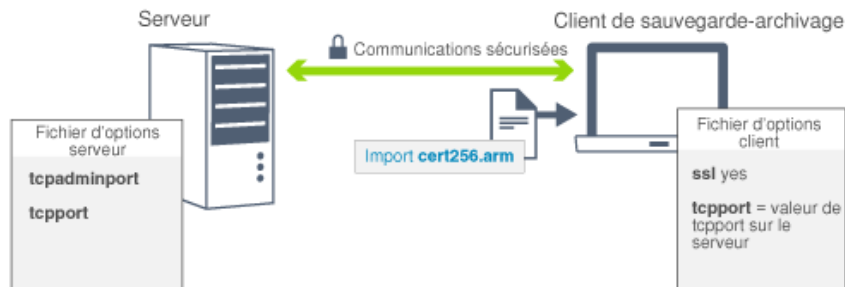 Serveur
Client de sauvegarde-archivage
Communications sécurisées
Fichier d'options
serveur
tcpadminport
tcpport
Import cert256.arm
Fichier d'options
client
ssl yes
tcpport = valeur de
tcpport sur le
serveur